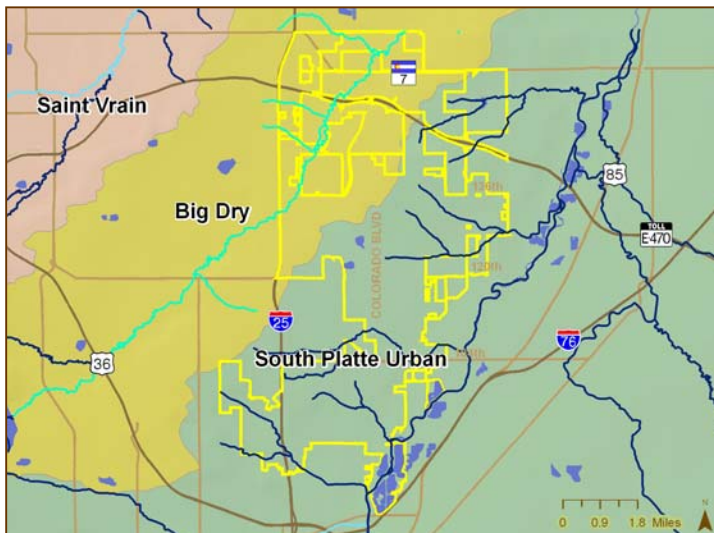 7
Saint Vrain
85
136th
Big Dry
TOLL
E470
COLORADO BLVD
120th
25
36
South Platte Urban
76
N
0 0.9 1.8 Miles